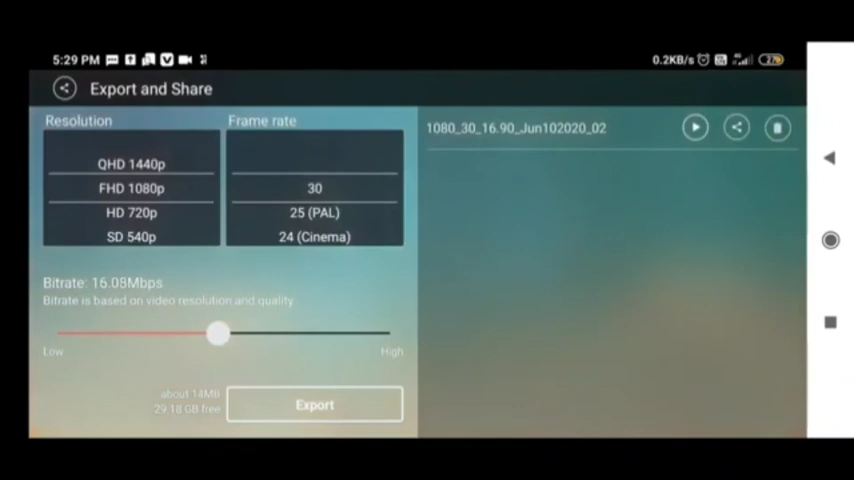 5:29 PM
0.2KB/s
27
Export and Share
Resolution
Frame rate
QHD 1440p
FHD 1080p
HD 720p
SD 540p
30
25 (PAL)
24 (Cinema)
1080_30_16.90_Jun102020_02
Bitrate: 16.08Mbps
Bitrate is based on video resolution and quality
Low
High
about 14MB
29.18 GB free
Export